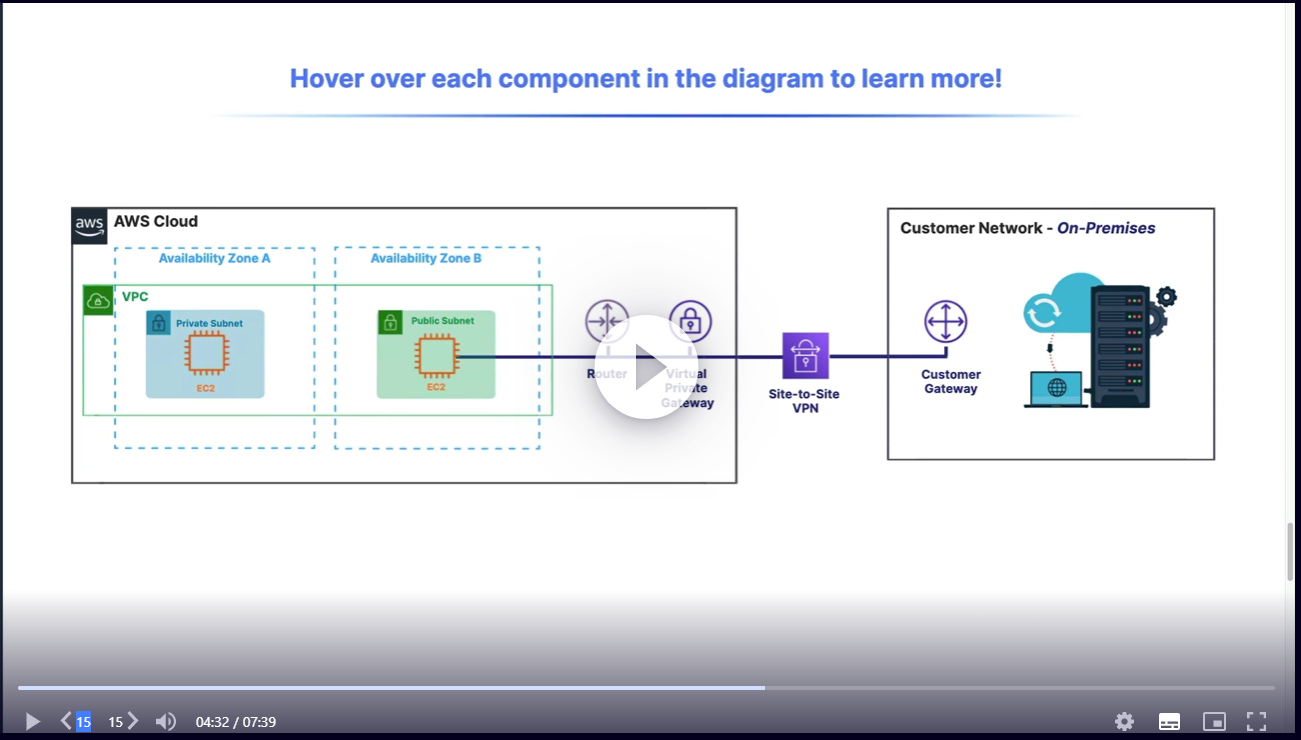 Hover over each component in the diagram to learn more!
aws
AWS Cloud
Customer Network - On-Premises
Availability Zone A
Availability Zone B
VPC
Private Subnet
EC2
Public Subnet
EC2
Router
Virtual
Private
Gateway
Site-to-Site
VPN
Customer
Gateway
15
15
04:32 / 07:39